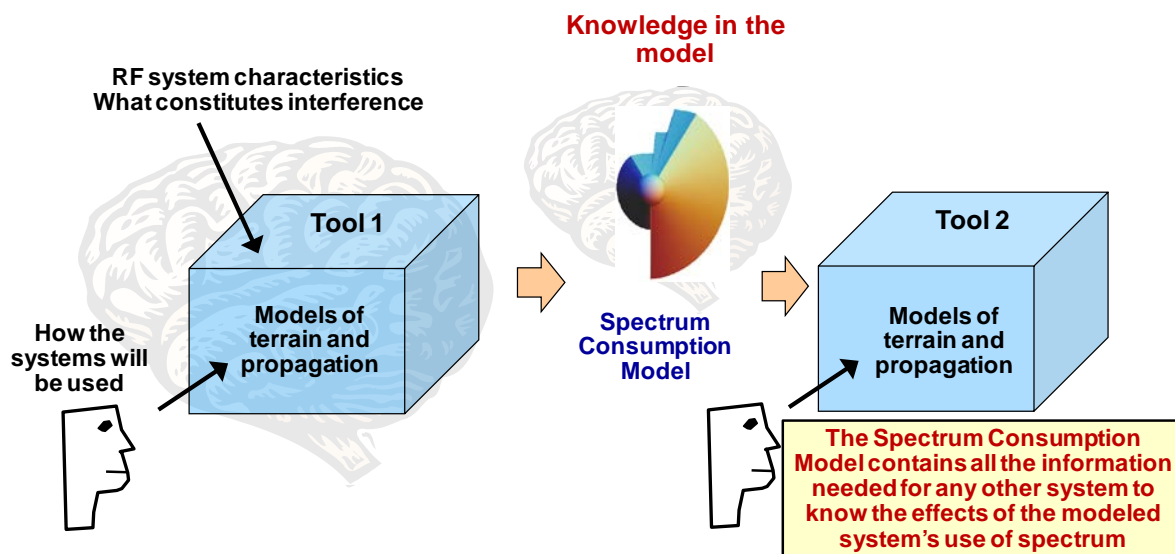 Knowledge in the
model
RF system characteristics
What constitutes interference
Tool 1
Tool 2
Models of
terrain and
propagation
How the
systems will
be used
Spectrum
Consumption
Model
Models of
terrain and
propagation
The Spectrum Consumption
Model contains all the information
needed for any other system to
know the effects of the modeled
system's use of spectrum